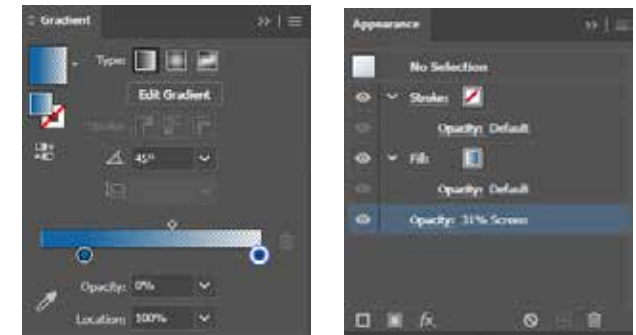 Gradient
Type:
Edit Gradient
Stroke:
45°
Opacity: 0%
Location: 100%
Appearance
No Selection
Stroke:
Opacity: Default
Fill:
Opacity: Default
Opacity: 31% Screen
fx